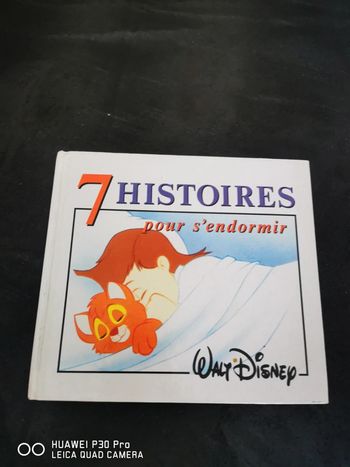 7 HISTOIRES
pour s'endormir
WALT DISNEY
HUAWEI P30 Pro
LEICA QUAD CAMERA